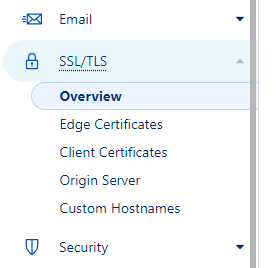 Email
SSL/TLS
Overview
Edge Certificates
Client Certificates
Origin Server
Custom Hostnames
Security